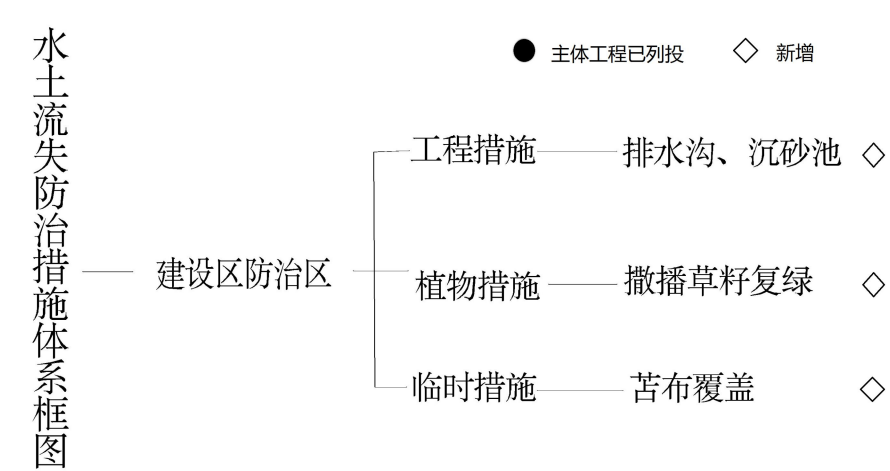 水土流失防治措施体系框图
主体工程已列投
新增
建设区防治区
工程措施
排水沟、沉砂池
植物措施
撒播草籽复绿
临时措施
苫布覆盖